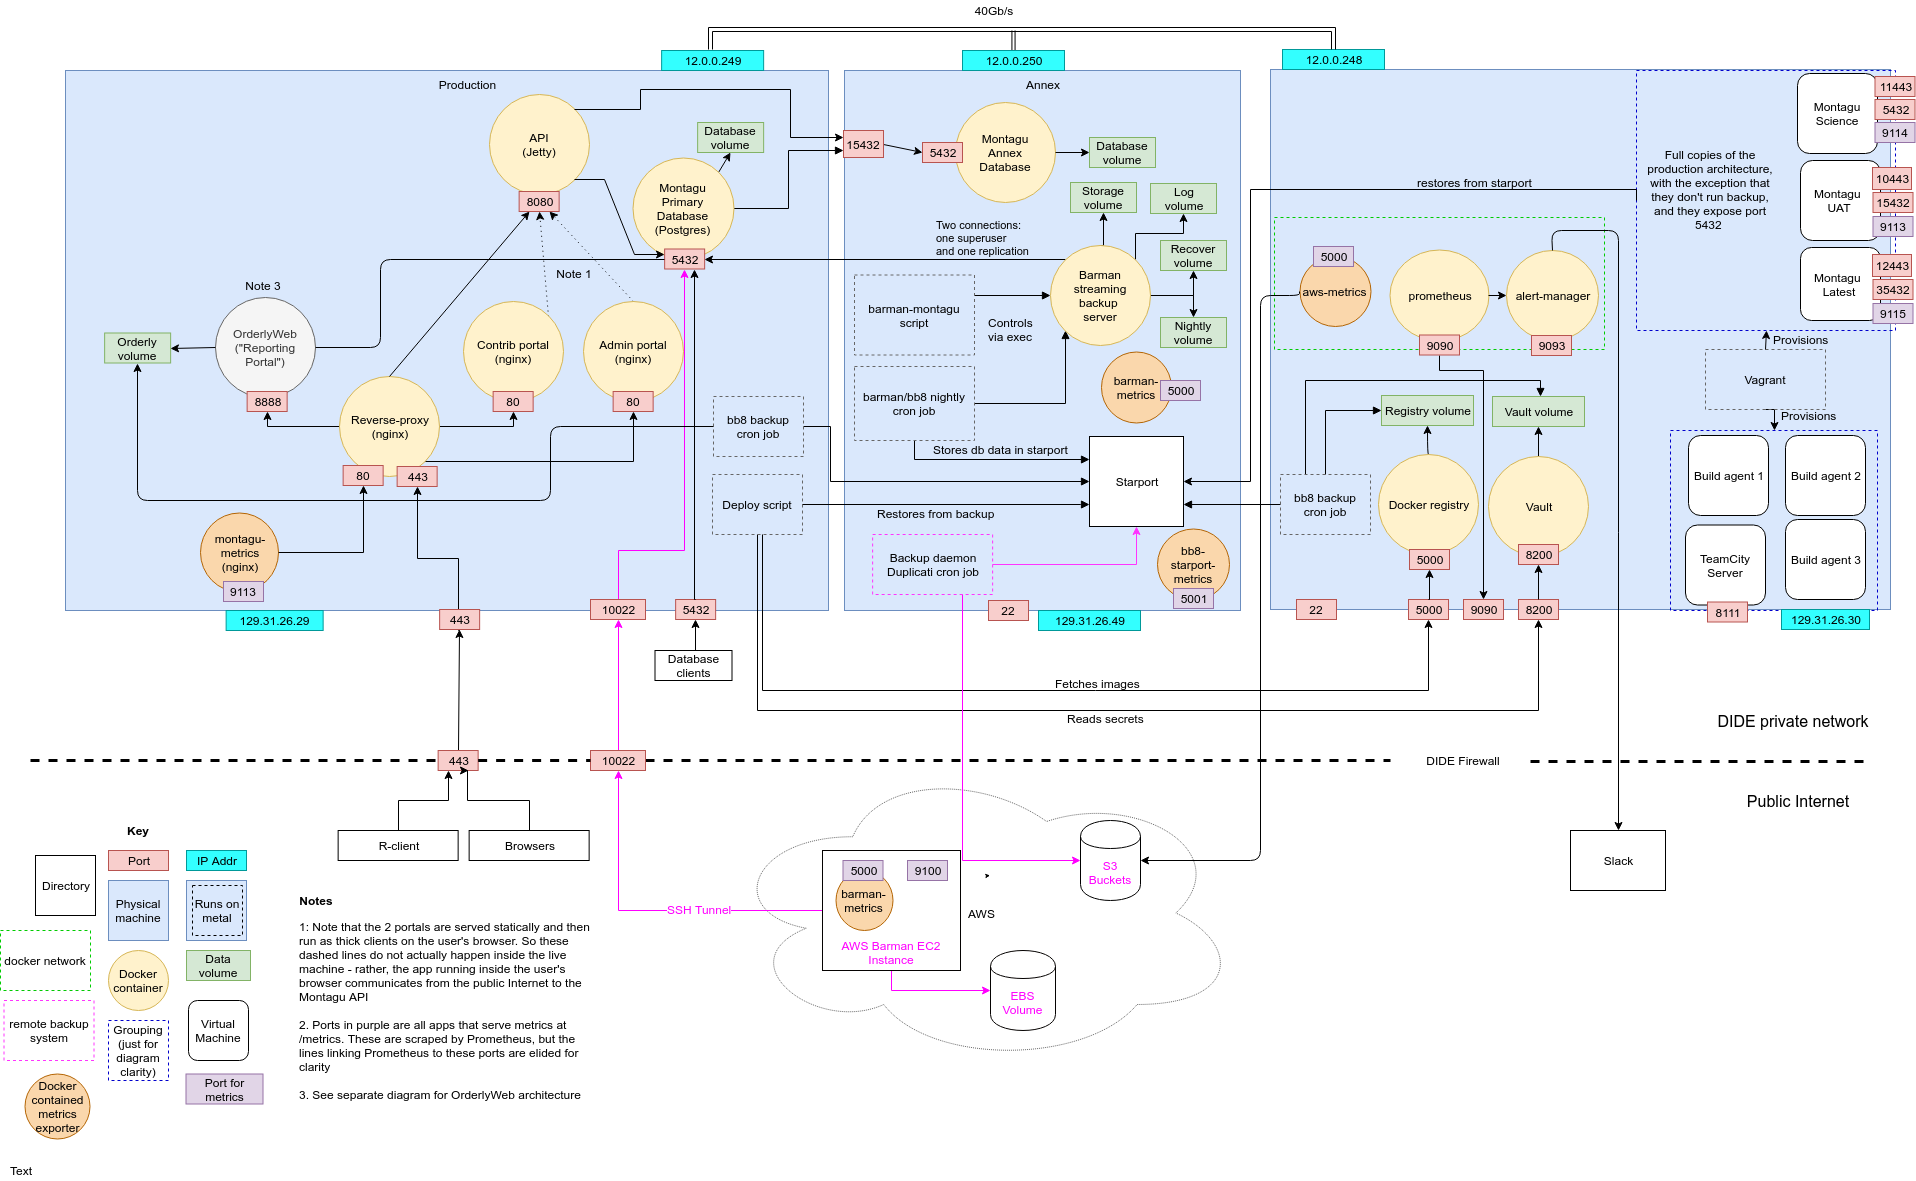 40Gb/s
12.0.0.249
12.0.0.250
12.0.0.248
Production
API
(Jetty)
8080
Database
volume
Montagu
Primary
Database
(Postgres)
5432
Note 1
Note 3
OrderlyWeb
("Reporting
Portal")
8888
Orderly
volume
Contrib portal
(nginx)
80
Admin portal
(nginx)
80
Reverse-proxy
(nginx)
80
443
bb8 backup
cron job
Deploy script
montagu-
metrics
(nginx)
9113
129.31.26.29
443
10022
5432
Database
clients
Annex
15432
5432
Montagu
Annex
Database
Database
volume
Storage
volume
Log
volume
Two connections:
one superuser
and one replication
Recover
volume
Barman
streaming
backup
server
barman-montagu
script
Controls
via exec
Nightly
volume
barman/bb8 nightly
cron job
barman-
metrics
5000
Stores db data in starport
Starport
Restores from backup
Backup daemon
Duplicati cron job
bb8-
starport-
metrics
5001
22
129.31.26.49
restores from starport
5000
aws-metrics
prometheus
9090
alert-manager
9093
Full copies of the
production architecture,
with the exception that
they don't run backup,
and they expose port
5432
Montagu
Science
11443
5432
9114
Montagu
UAT
10443
15432
9113
Montagu
Latest
12443
35432
9115
Provisions
Vagrant
Provisions
Registry volume
Vault volume
bb8 backup
cron job
Docker registry
5000
Vault
8200
Build agent 1
Build agent 2
TeamCity
Server
Build agent 3
8111
22
5000
9090
8200
129.31.26.30
Fetches images
Reads secrets
DIDE private network
443
10022
DIDE Firewall
Public Internet
R-client
Browsers
SSH Tunnel
5000
9100
barman-
metrics
AWS Barman EC2
Instance
AWS
S3
Buckets
EBS
Volume
Slack
Key
Directory
Port
IP Addr
Physical
machine
Runs on
metal
docker network
Docker
container
Data
volume
remote backup
system
Grouping
(just for
diagram
clarity)
Virtual
Machine
Docker
contained
metrics
exporter
Port for
metrics
Notes
1: Note that the 2 portals are served statically and then
run as thick clients on the user's browser. So these
dashed lines do not actually happen inside the live
machine - rather, the app running inside the user's
browser communicates from the public Internet to the
Montagu API
2. Ports in purple are all apps that serve metrics at
/metrics. These are scraped by Prometheus, but the
lines linking Prometheus to these ports are elided for
clarity
3. See separate diagram for OrderlyWeb architecture
Text